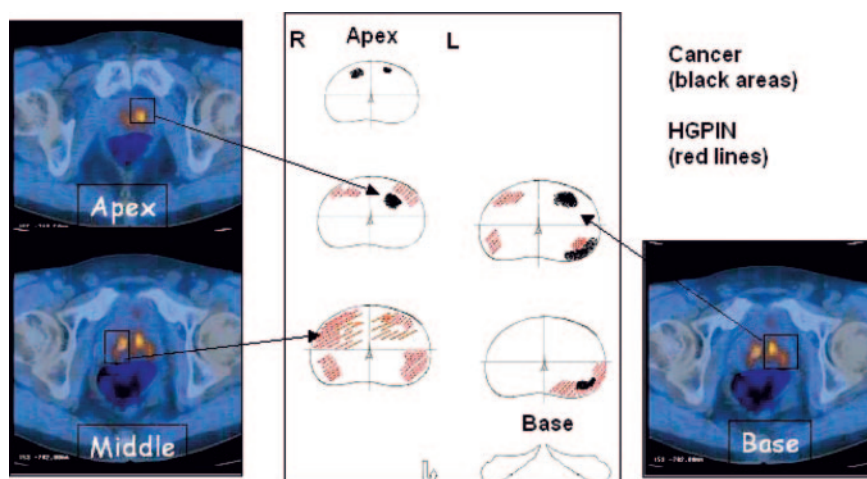 R Apex L
Cancer
(black areas)
HGPIN
(red lines)
Apex
Middle
Base
Base